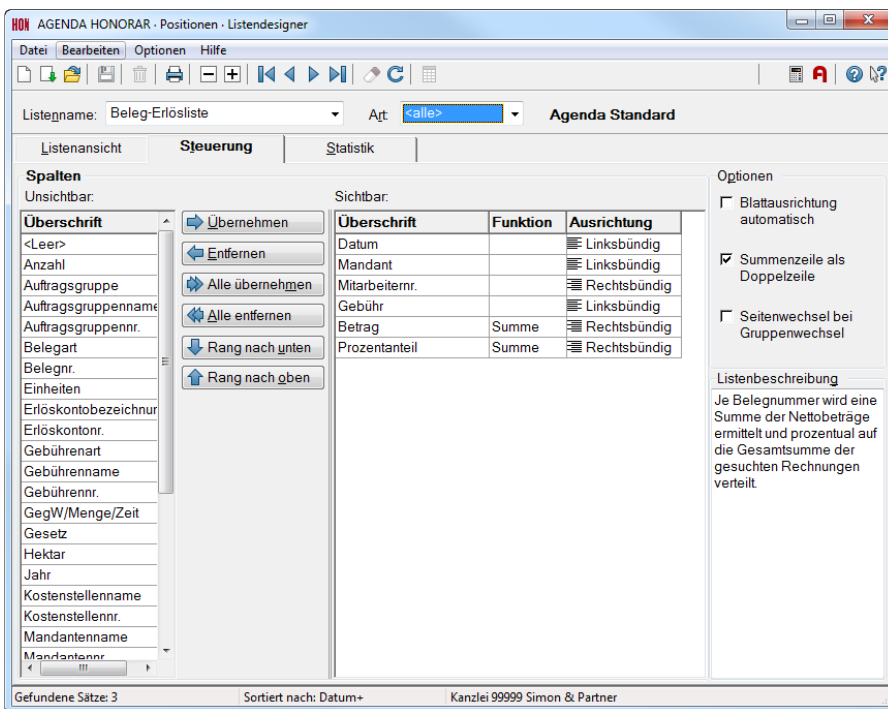 HON AGENDA HONORAR · Positionen · Listendesigner
Datei Bearbeiten Optionen Hilfe
Listenname: Beleg-Erlösliste Art: <alle> Agenda Standard
Listenansicht Steuerung Statistik
Spalten
Unsichtbar:
Überschrift
<Leer>
Anzahl
Auftragsgruppe
Auftragsgruppenname
Auftragsgruppennr.
Belegart
Belegnr.
Einheiten
Erlöskontobezeichnur
Erlöskontonr.
Gebührenart
Gebührenname
Gebührennr.
GegW/Menge/Zeit
Gesetz
Hektar
Jahr
Kostenstellenname
Kostenstellennr.
Mandantenname
Mandantennr.
Übernehmen
Entfernen
Alle übernehmen
Alle entfernen
Rang nach unten
Rang nach oben
Sichtbar:
Überschrift Funktion Ausrichtung
Datum Linksbündig
Mandant Linksbündig
Mitarbeiternr. Rechtsbündig
Gebühr Linksbündig
Betrag Summe Rechtsbündig
Prozentanteil Summe Rechtsbündig
Optionen
Blattausrichtung
automatisch
Summenzeile als
Doppelzeile
Seitenwechsel bei
Gruppenwechsel
Listenbeschreibung
Je Belegnummer wird eine
Summe der Nettobeträge
ermittelt und prozentual auf
die Gesamtsumme der
gesuchten Rechnungen
verteilt.
Gefundene Sätze: 3 Sortiert nach: Datum+ Kanzlei 99999 Simon & Partner